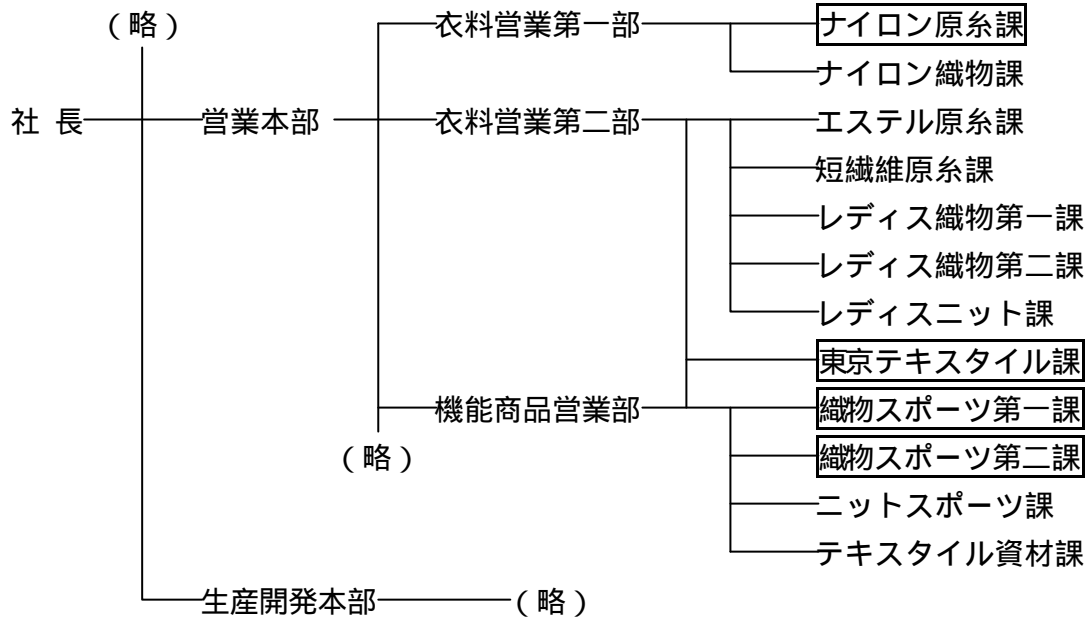 (略)
衣料営業第一部
ナイロン原糸課
ナイロン織物課
社 長
営業本部
衣料営業第二部
エステル原糸課
短繊維原糸課
レディス織物第一課
レディス織物第二課
レディスニット課
東京テキスタイル課
機能商品営業部
織物スポーツ第一課
(略)
織物スポーツ第二課
ニットスポーツ課
テキスタイル資材課
生産開発本部
(略)